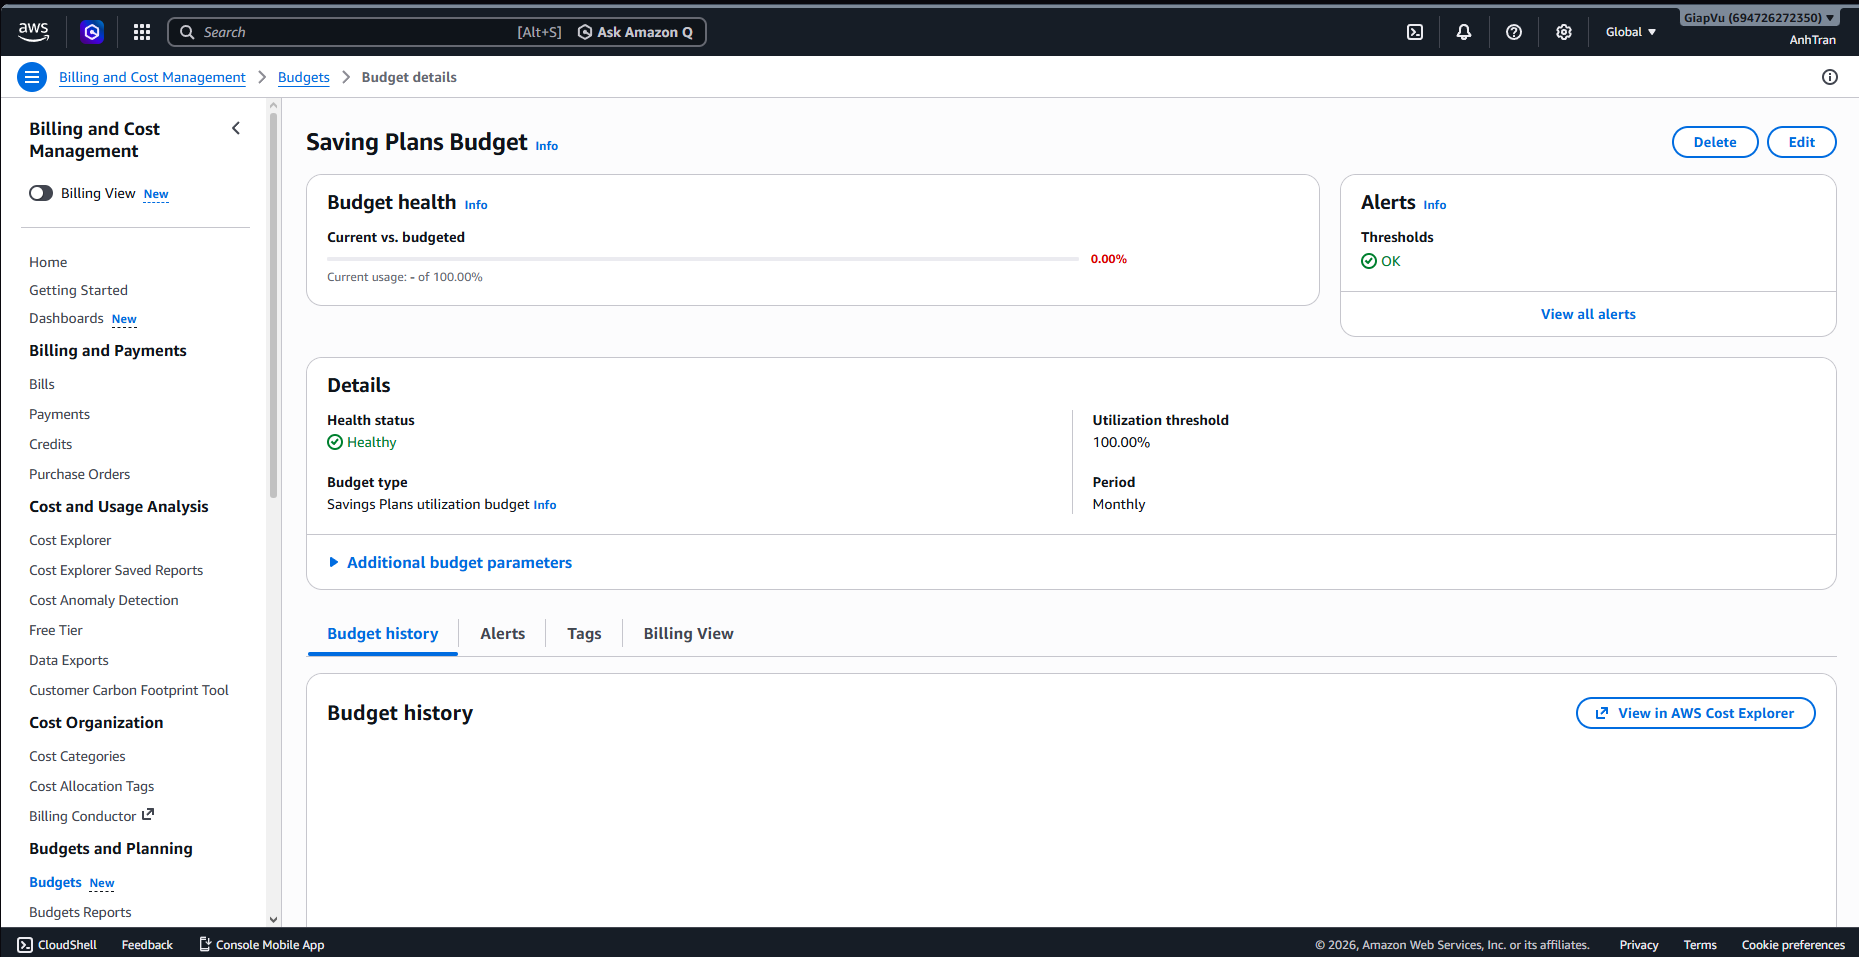 aws
Search [Alt+S] Ask Amazon Q
Global
GiapVu (694726272350)
AnhTran
Billing and Cost Management Budgets Budget details
Billing and Cost Management
Billing View New
Home
Getting Started
Dashboards New
Billing and Payments
Bills
Payments
Credits
Purchase Orders
Cost and Usage Analysis
Cost Explorer
Cost Explorer Saved Reports
Cost Anomaly Detection
Free Tier
Data Exports
Customer Carbon Footprint Tool
Cost Organization
Cost Categories
Cost Allocation Tags
Billing Conductor
Budgets and Planning
Budgets New
Budgets Reports
Saving Plans Budget Info
Delete
Edit
Budget health Info
Current vs. budgeted
0.00%
Current usage: - of 100.00%
Alerts Info
Thresholds
OK
View all alerts
Details
Health status
Healthy
Budget type
Savings Plans utilization budget Info
Utilization threshold
100.00%
Period
Monthly
Additional budget parameters
Budget history Alerts Tags Billing View
Budget history
View in AWS Cost Explorer
CloudShell Feedback Console Mobile App
© 2026, Amazon Web Services, Inc. or its affiliates. Privacy Terms Cookie preferences